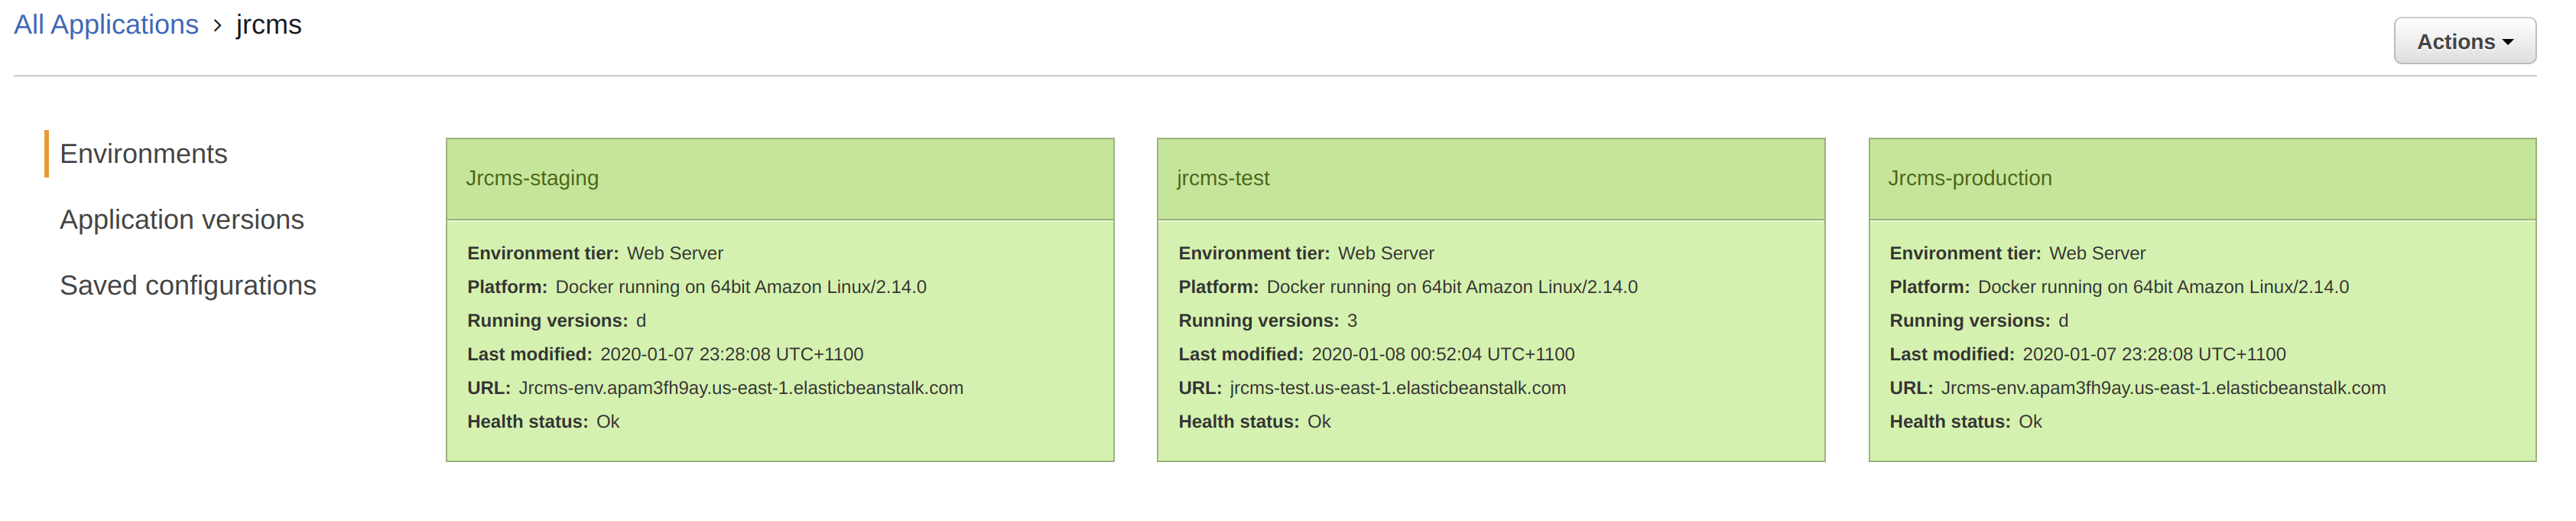 All Applications › jrcms
Actions
Environments
Application versions
Saved configurations
Jrcms-staging
Environment tier: Web Server
Platform: Docker running on 64bit Amazon Linux/2.14.0
Running versions: d
Last modified: 2020-01-07 23:28:08 UTC+1100
URL: Jrcms-env.apam3fh9ay.us-east-1.elasticbeanstalk.com
Health status: Ok
jrcms-test
Environment tier: Web Server
Platform: Docker running on 64bit Amazon Linux/2.14.0
Running versions: 3
Last modified: 2020-01-08 00:52:04 UTC+1100
URL: jrcms-test.us-east-1.elasticbeanstalk.com
Health status: Ok
Jrcms-production
Environment tier: Web Server
Platform: Docker running on 64bit Amazon Linux/2.14.0
Running versions: d
Last modified: 2020-01-07 23:28:08 UTC+1100
URL: Jrcms-env.apam3fh9ay.us-east-1.elasticbeanstalk.com
Health status: Ok